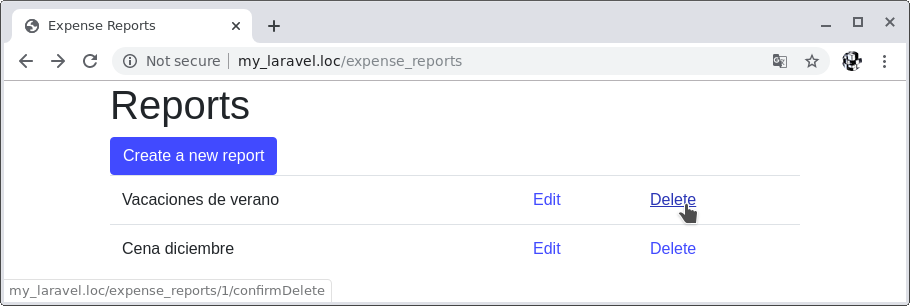 Expense Reports
Not secure my_laravel.loc/expense_reports
Reports
Create a new report
Vacaciones de verano Edit Delete
Cena diciembre Edit Delete
my_laravel.loc/expense_reports/1/confirmDelete